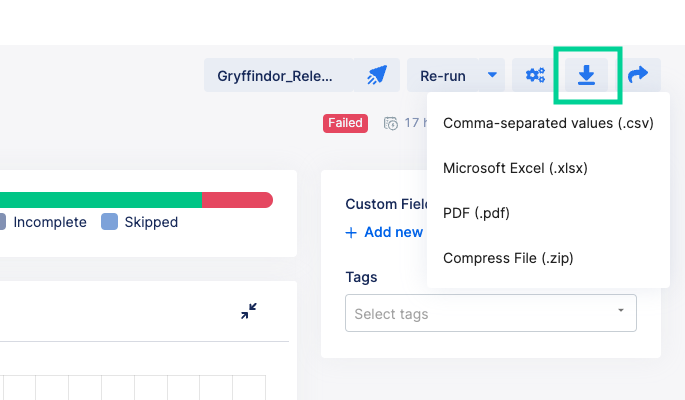 Gryffindor_Rele...
Re-run
Failed
17
Comma-separated values (.csv)
Microsoft Excel (.xlsx)
PDF (.pdf)
Compress File (.zip)
Incomplete
Skipped
Custom Fiel
+ Add new
Tags
Select tags